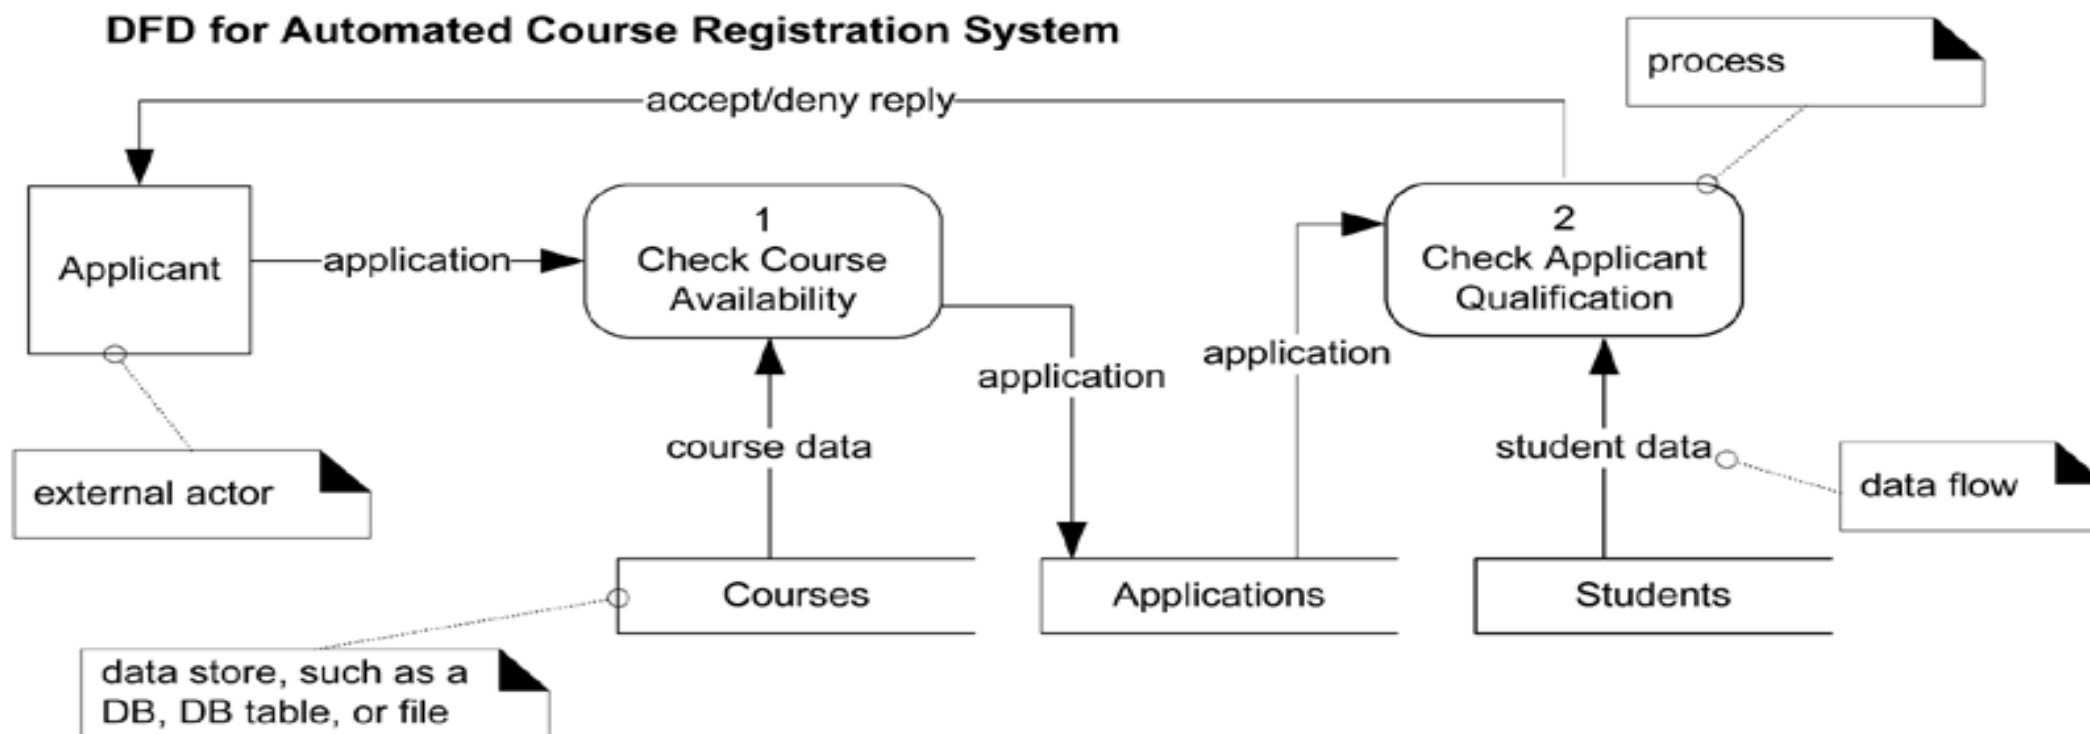 DFD for Automated Course Registration System
process
accept/deny reply
Applicant
application
1
Check Course
Availability
2
Check Applicant
Qualification
application
application
course data
student data
external actor
data flow
Courses
Applications
Students
data store, such as a
DB, DB table, or file